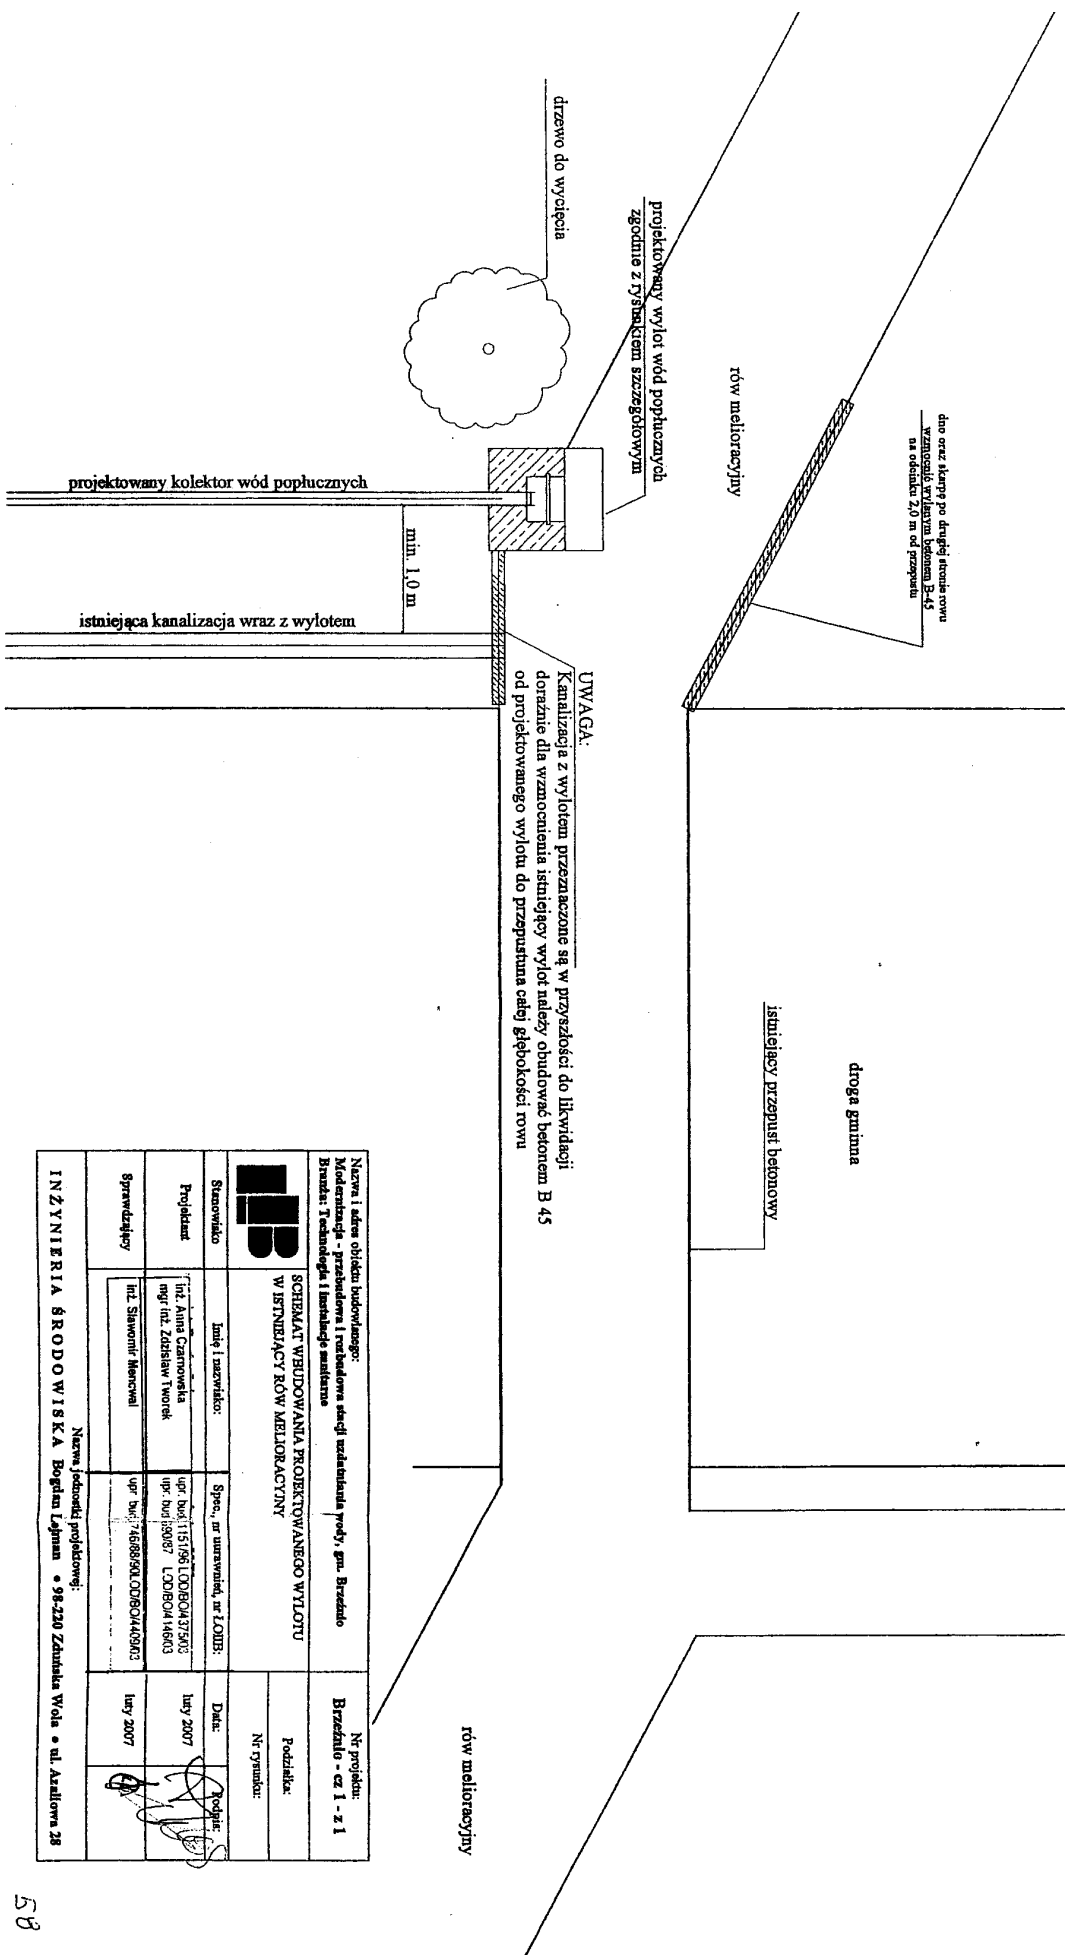 dno oraz skarpę po drugiej stronie rowu
wzmocnić wylanym betonem B-45
na odcinku 2,0 m od przepustu
rów melioracyjny
projektowany wylot wód popłucznych
zgodnie z rysunkiem szczegółowym
drzewo do wycięcia
projektowany kolektor wód popłucznych
min. 1,0 m
istniejąca kanalizacja wraz z wylotem
UWAGA:
Kanalizacja z wylotem przeznaczone są w przyszłości do likwidacji
doraźnie dla wzmocnienia istniejący wylot należy obudować betonem B 45
od projektowanego wylotu do przepustuna całej głębokości rowu
droga gminna
istniejący przepust betonowy
rów melioracyjny
Nazwa i adres obiektu budowlanego:
Modernizacja - przebudowa i rozbudowa stacji uzdatniania wody, gm. Brzeźnio
Branża: Technologia i instalacje sanitarne
Nr projektu:
Brzeźnio - cz 1 - z 1
SCHEMAT WBUDOWANIA PROJEKTOWANEGO WYLOTU
W ISTNIEJĄCY RÓW MELIORACYJNY
Podziałka:
Nr rysunku:
Stanowisko
Imię i nazwisko:
Spec., nr uprawnień, nr ŁOIIB:
Data:
Podpis:
Projektant
inż. Anna Czarnowska
mgr inż. Zdzisław Tworek
upr. bud 1151/96 LOD/BO/4375/03
upr. bud 690/87 LOD/BO/4146/03
luty 2007
Sprawdzający
inż. Sławomir Mencwal
upr. bud. 746/88/90 LOD/BO/4409/03
luty 2007
Nazwa jednostki projektowej:
INŻYNIERIA ŚRODOWISKA Bogdan Lejman • 98-220 Zduńska Wola • ul. Azaliowa 28
58